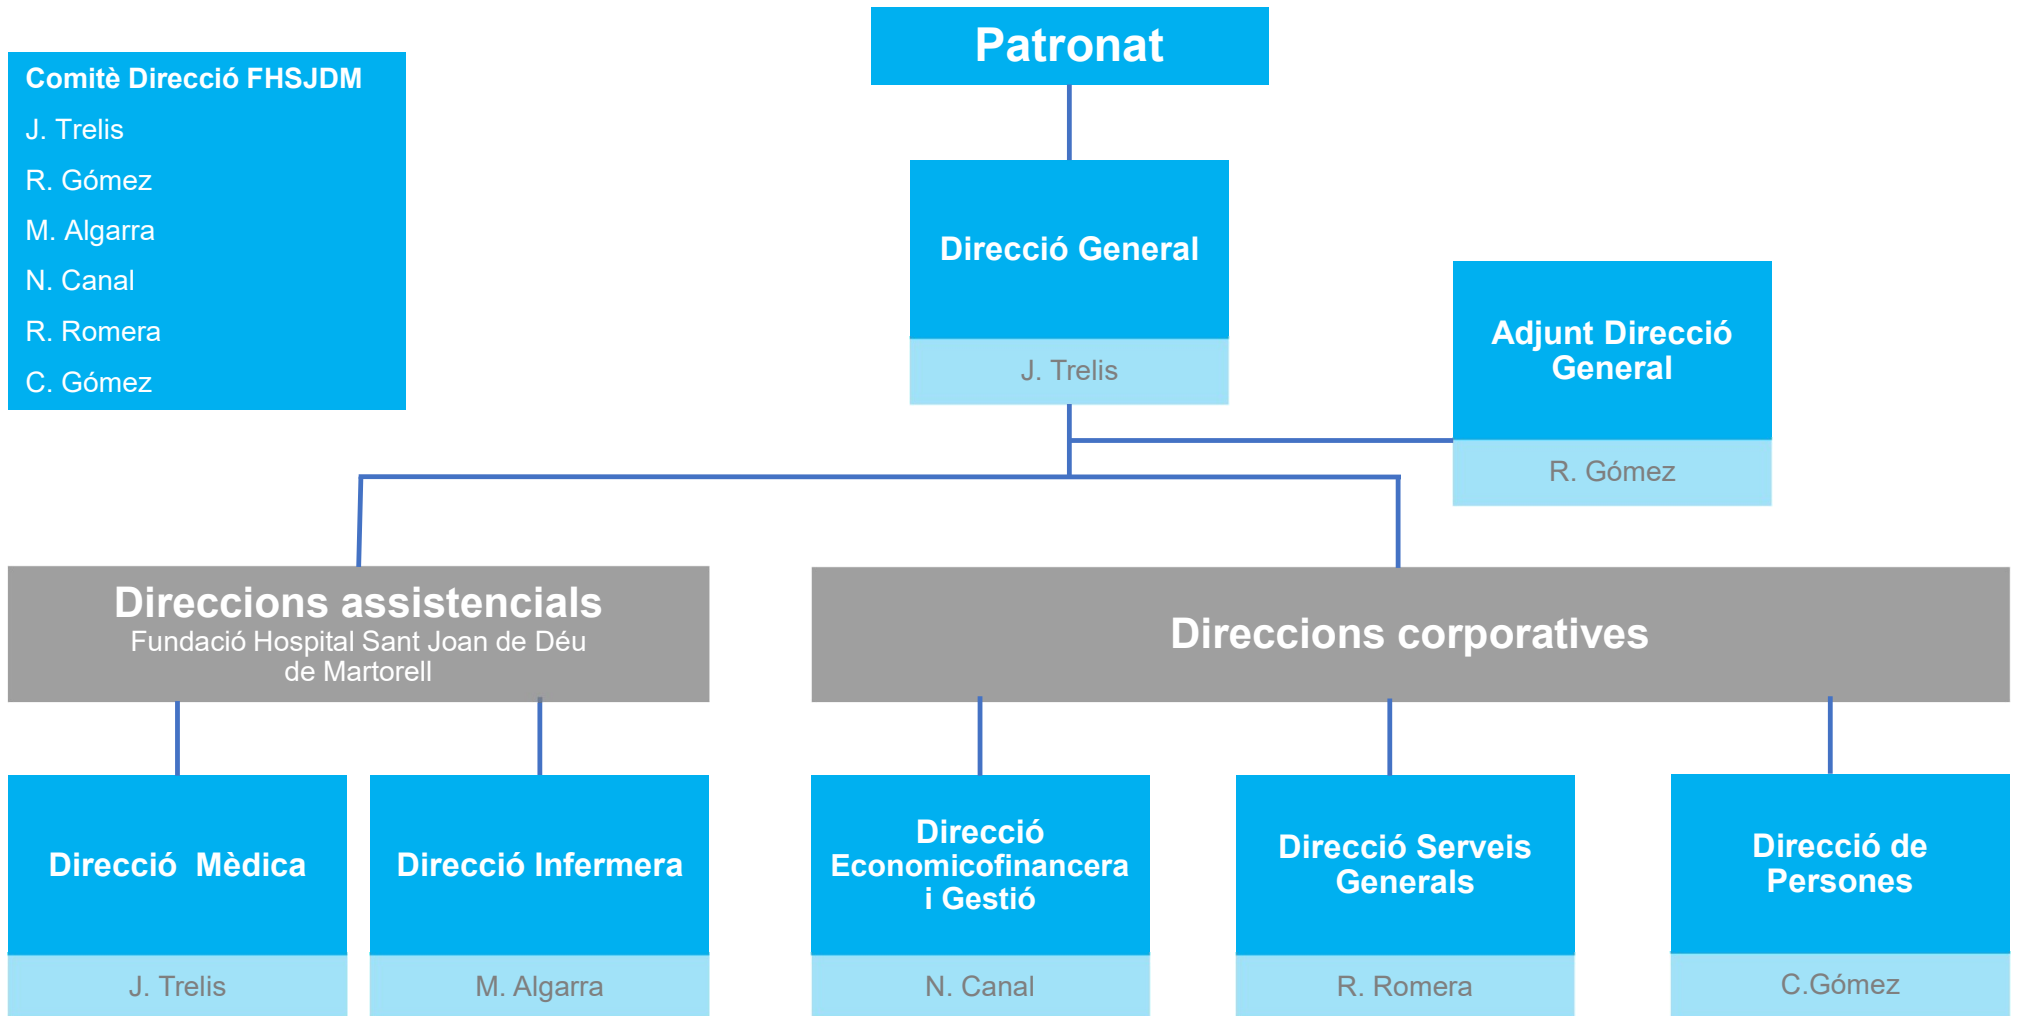 Patronat
Comitè Direcció FHSJDM
J. Trelis
R. Gómez
M. Algarra
N. Canal
R. Romera
C. Gómez
Direcció General
J. Trelis
Adjunt Direcció
General
R. Gómez
Direccions assistencials
Fundació Hospital Sant Joan de Déu
de Martorell
Direccions corporatives
Direcció Mèdica
J. Trelis
Direcció Infermera
M. Algarra
Direcció
Economicofinancera
i Gestió
N. Canal
Direcció Serveis
Generals
R. Romera
Direcció de
Persones
C.Gómez